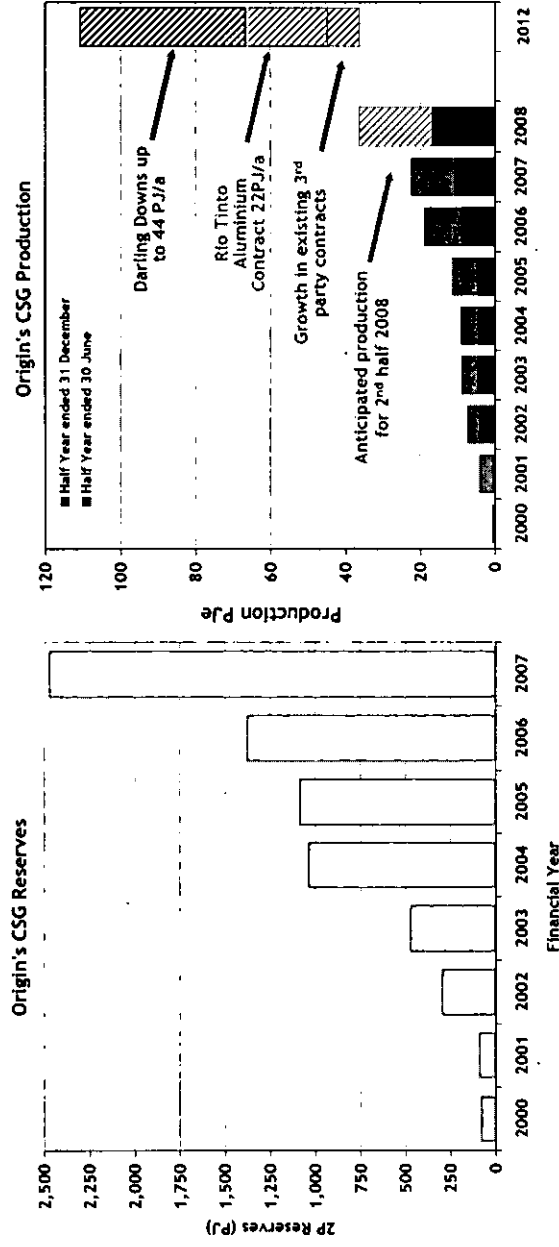 Origin's CSG Reserves
2P Reserves (PJ)
2,500
2,250
2,000
1,750
1,500
1,250
1,000
750
500
250
0
2000 2001 2002 2003 2004 2005 2006 2007
Financial Year
Origin's CSG Production
Production PJe
120
100
80
60
40
20
0
Half Year ended 31 December
Half Year ended 30 June
Darling Downs up
to 44 PJ/a
Rio Tinto
Aluminium
Contract 22PJ/a
Growth in existing 3rd
party contracts
Anticipated production
for 2nd half 2008
2000 2001 2002 2003 2004 2005 2006 2007 2008 2012